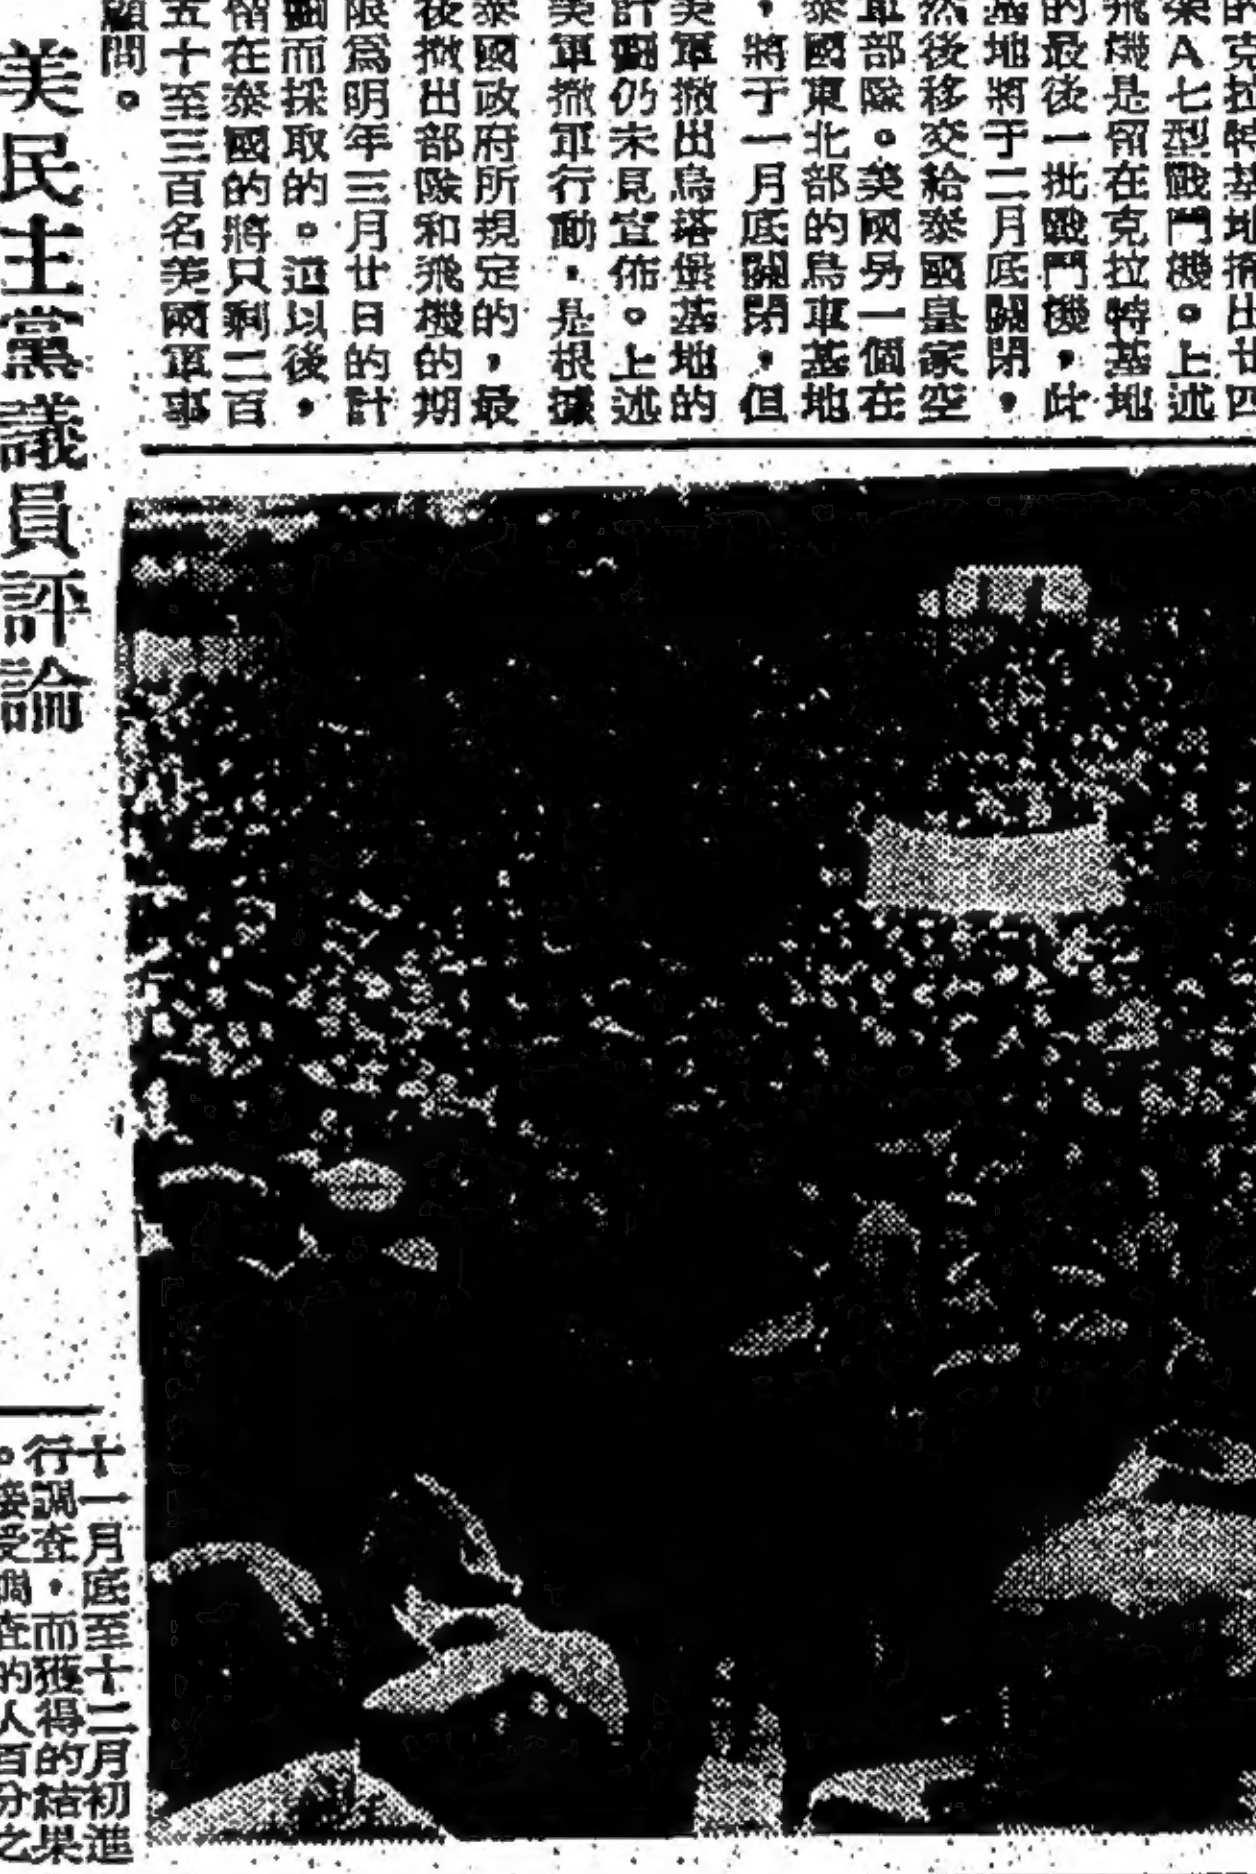 的克拉特基地撤出廿四
架A七型戰鬥機。上述
飛機是留在克拉特基地
的最後一批戰鬥機，此
基地將于二月底關閉，
然後移交給泰國皇家空
軍部隊。美國另一個在
泰國東北部的烏車基地
，將于一月底關閉，但
美軍撤出烏塔堡基地的
計劃仍未見宣佈。上述
美軍撤軍行動，是根據
泰國政府所規定的，最
後撤出部隊和飛機的期
限爲明年三月廿日的計
劃而採取的。這以後，
留在泰國的將只剩二百
五十至三百名美國軍事
顧問。
美民主黨議員評論
十一月底至十二月初進
行調查，而獲得的結果
。接受調查的人百分之